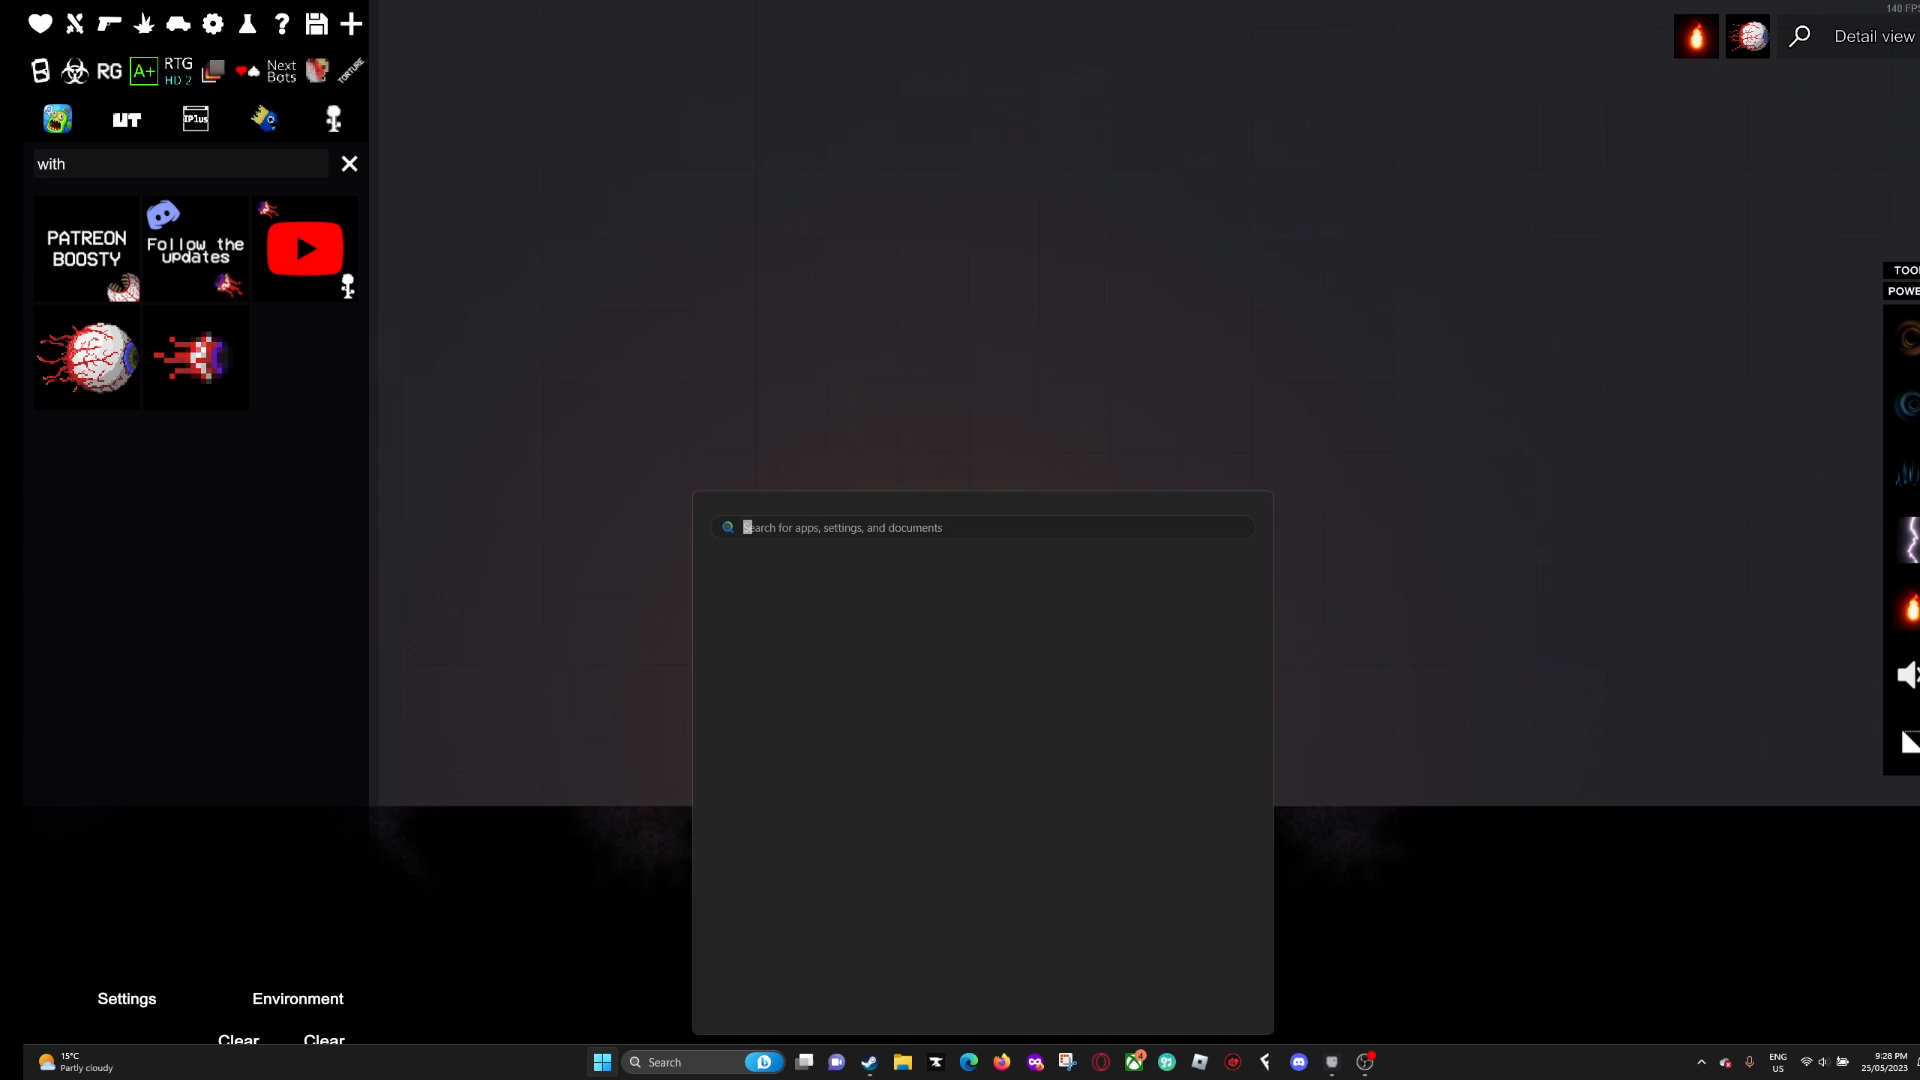 140 FPS
Detail view
RG
A+
RTG
HD 2
Next
Bots
TORTURE
UT
IPlus
with
PATREON
BOOSTY
Follow the
updates
TOO
POWE
Search for apps, settings, and documents
Settings
Environment
Clear
Clear
15°C
Partly cloudy
Search
4
ENG
US
9:28 PM
25/05/2023